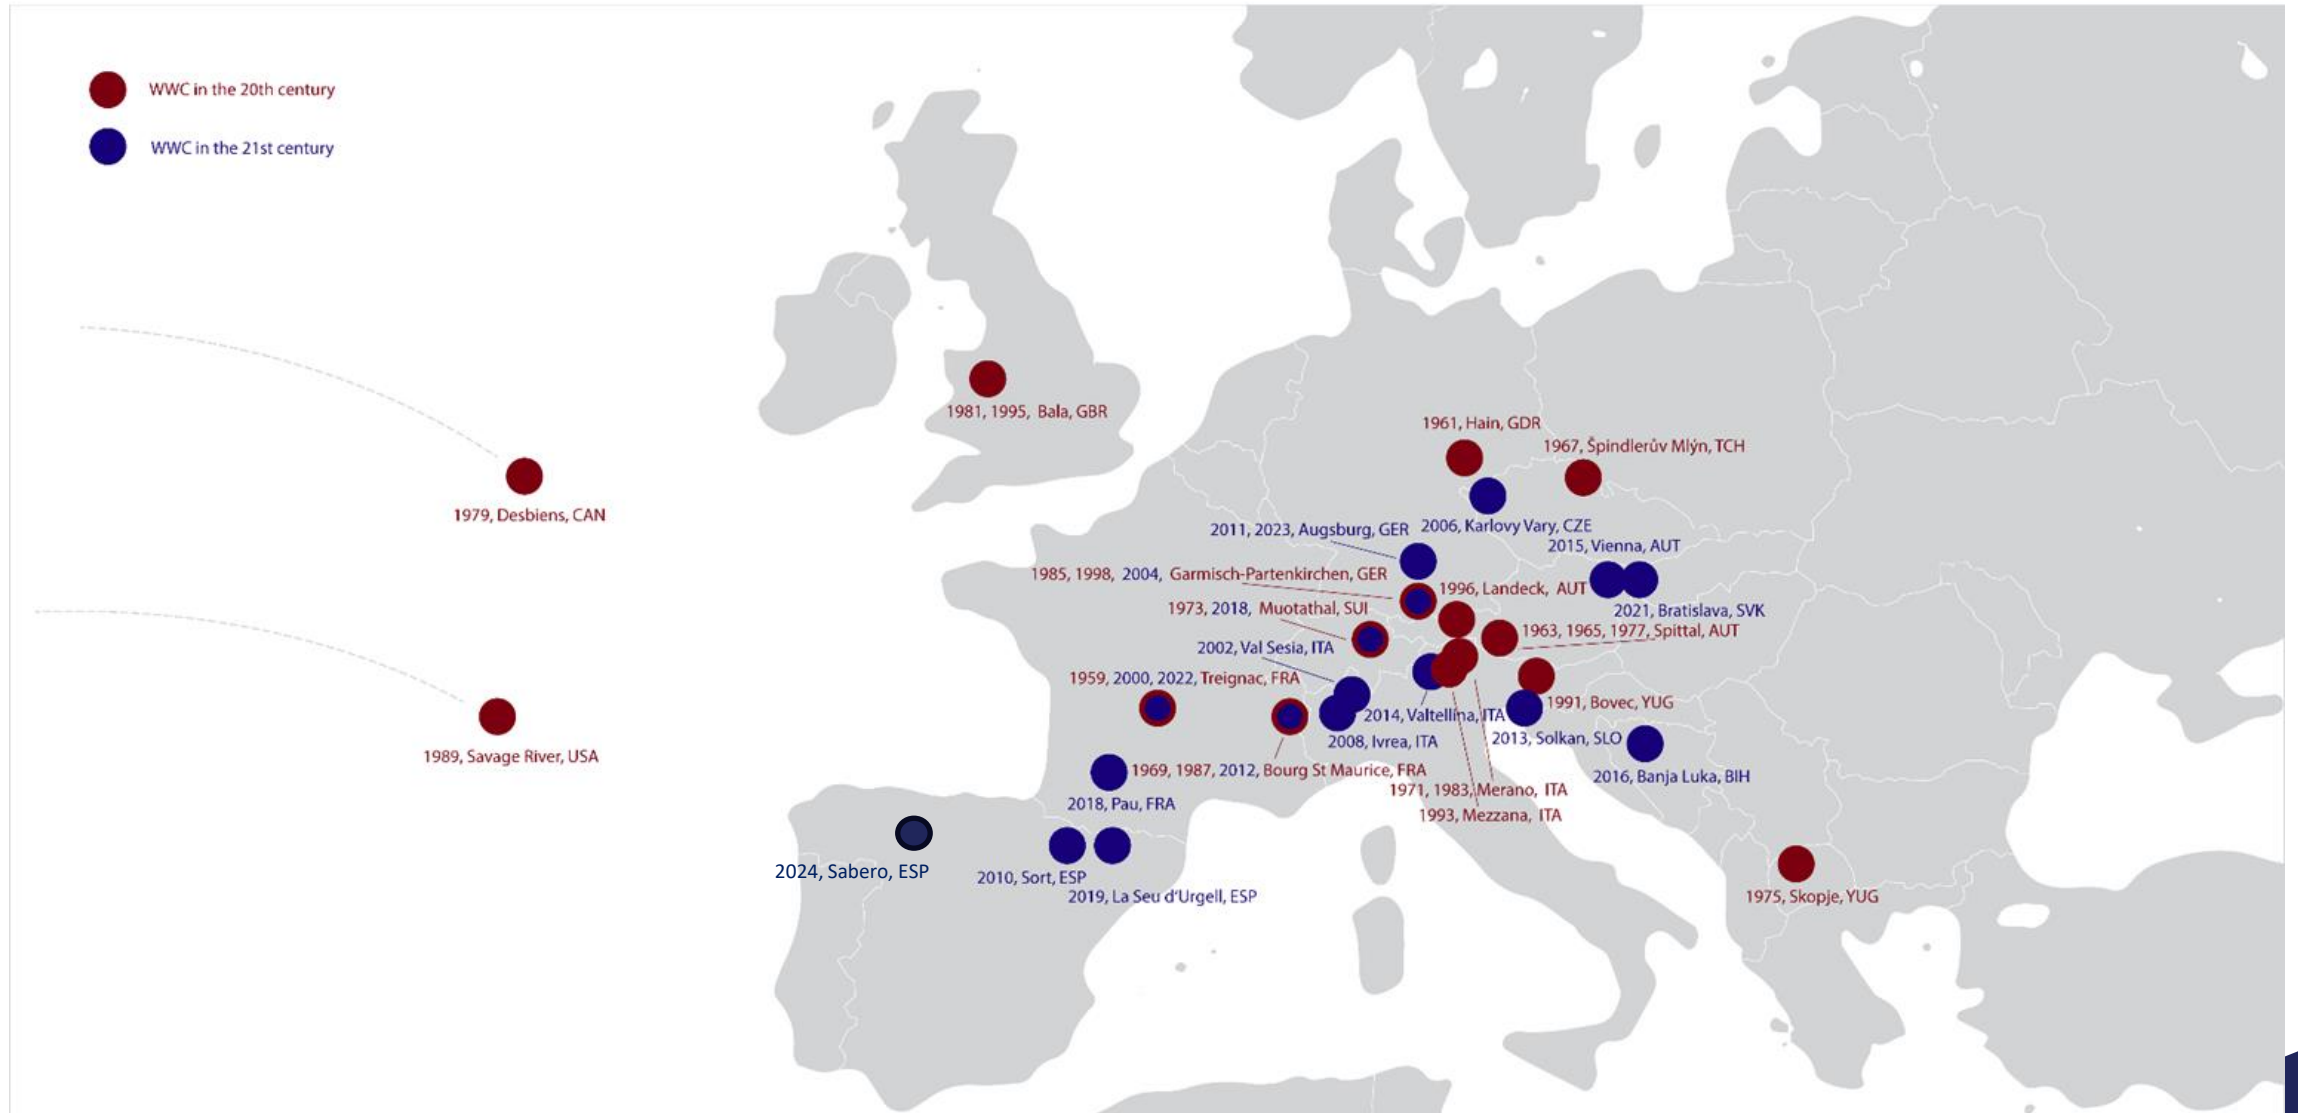 WWC in the 20th century
WWC in the 21st century
1981, 1995, Bala, GBR
1961, Hain, GDR
1967, Špindlerův Mlýn, TCH
1979, Desbiens, CAN
2011, 2023, Augsburg, GER
2006, Karlovy Vary, CZE
2015, Vienna, AUT
1985, 1998, 2004, Garmisch-Partenkirchen, GER
1996, Landeck, AUT
1973, 2018, Muotathal, SUI
2021, Bratislava, SVK
1963, 1965, 1977, Spittal, AUT
2002, Val Sesia, ITA
1959, 2000, 2022, Treignac, FRA
1991, Bovec, YUG
2014, Valtellina, ITA
2008, Ivrea, ITA
2013, Solkan, SLO
1989, Savage River, USA
1969, 1987, 2012, Bourg St Maurice, FRA
2016, Banja Luka, BIH
1971, 1983, Merano, ITA
2018, Pau, FRA
1993, Mezzana, ITA
2024, Sabero, ESP
2010, Sort, ESP
2019, La Seu d'Urgell, ESP
1975, Skopje, YUG